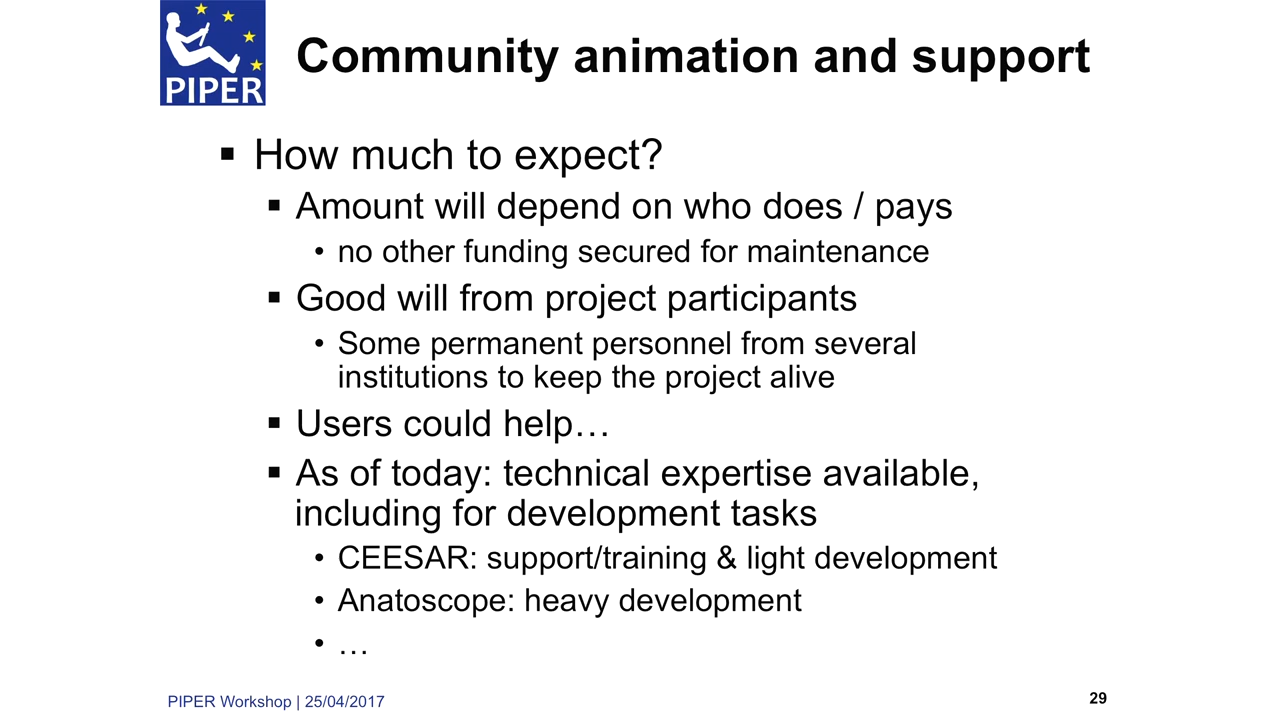 PIPER
Community animation and support
▪ How much to expect?
▪ Amount will depend on who does / pays
• no other funding secured for maintenance
▪ Good will from project participants
• Some permanent personnel from several
institutions to keep the project alive
▪ Users could help…
▪ As of today: technical expertise available,
including for development tasks
• CEESAR: support/training & light development
• Anatoscope: heavy development
• …
PIPER Workshop | 25/04/2017
29